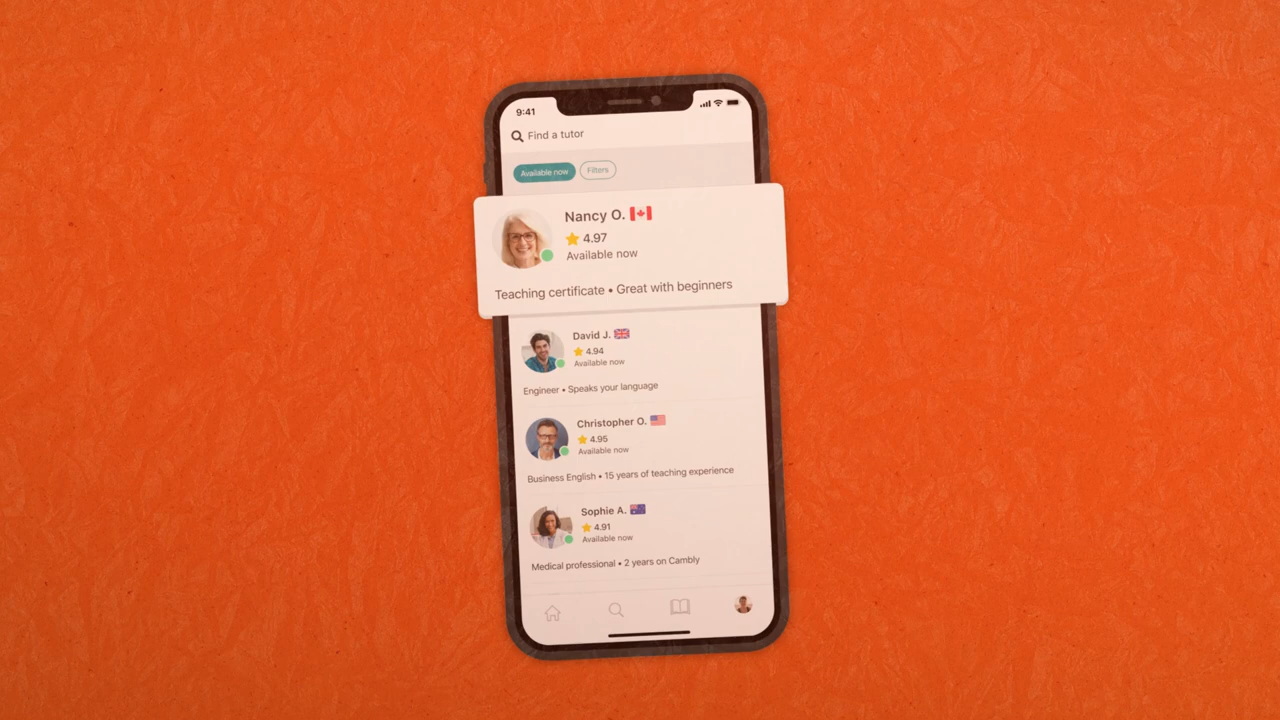 9:41
Find a tutor
Available now
Filters
Nancy O.
4.97
Available now
Teaching certificate • Great with beginners
David J.
4.94
Available now
Engineer • Speaks your language
Christopher O.
4.95
Available now
Business English • 15 years of teaching experience
Sophie A.
4.91
Available now
Medical professional • 2 years on Cambly